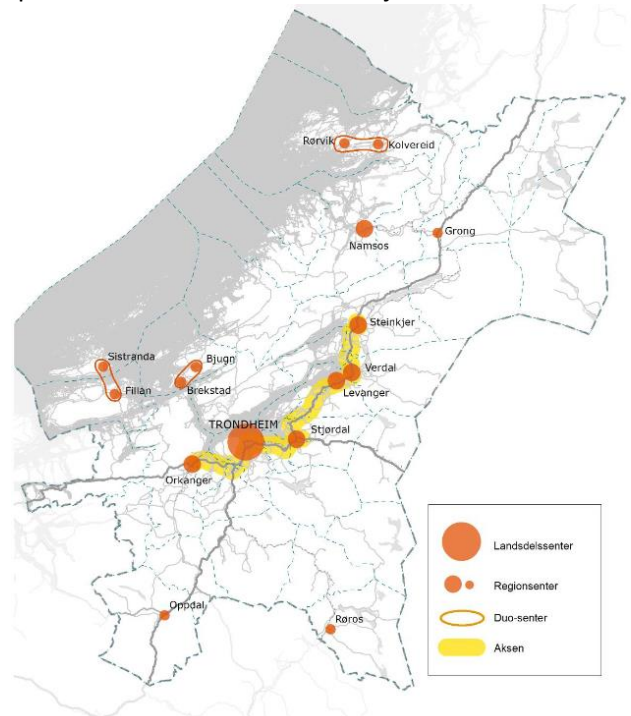 Rørvik
Kolvereid
Namsos
Grong
Steinkjer
Sistranda
Bjugn
Fillan
Brekstad
Verdal
Levanger
TRONDHEIM
Stjørdal
Orkanger
Oppdal
Røros
Landsdelssenter
Regionsenter
Duo-senter
Aksen